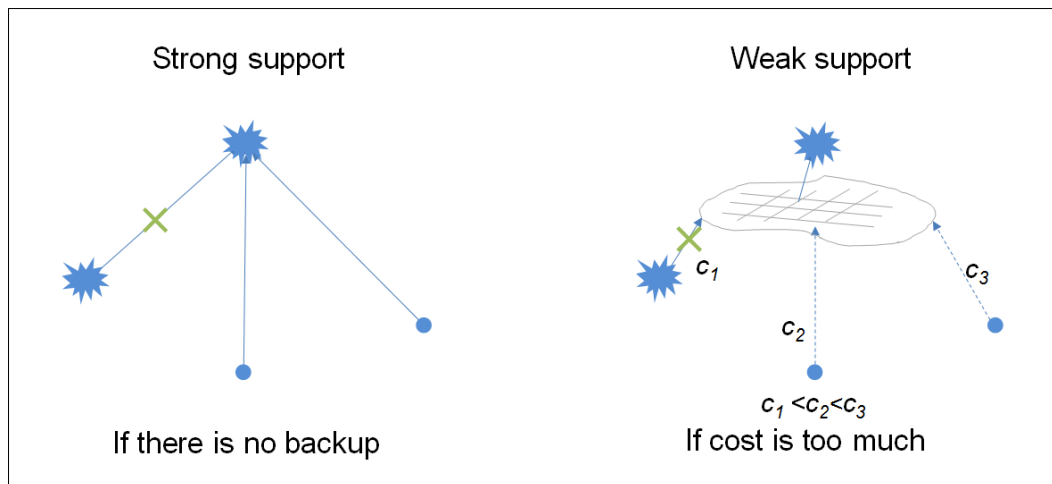 Strong support
If there is no backup
Weak support
c₁
c₂
c₃
c₁ <c₂<c₃
If cost is too much